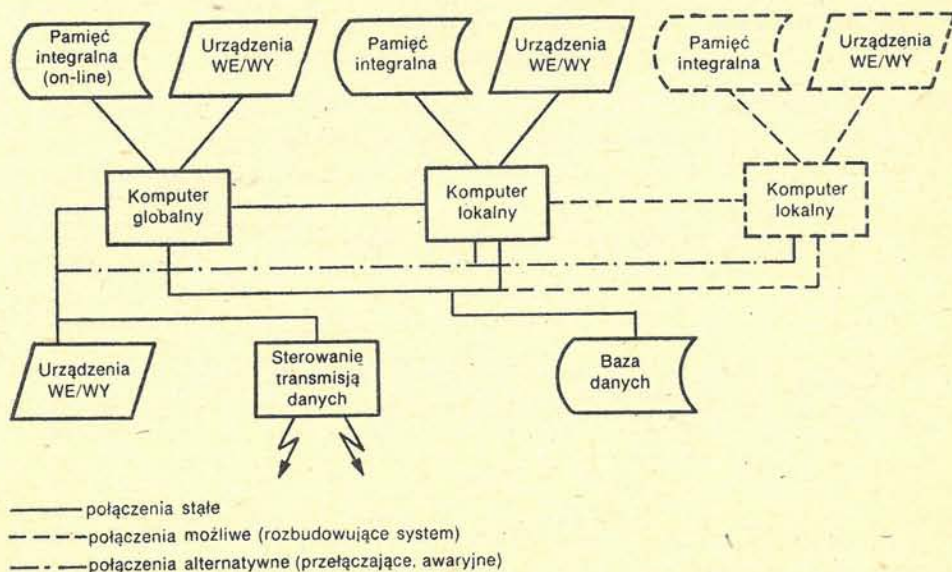 Pamięć
integralna
(on-line)
Urządzenia
WE/WY
Pamięć
integralna
Urządzenia
WE/WY
Pamięć
integralna
Urządzenia
WE/WY
Komputer
globalny
Komputer
lokalny
Komputer
lokalny
Urządzenia
WE/WY
Sterowanie
transmisją
danych
Baza
danych
połączenia stałe
połączenia możliwe (rozbudowujące system)
połączenia alternatywne (przełączające, awaryjne)